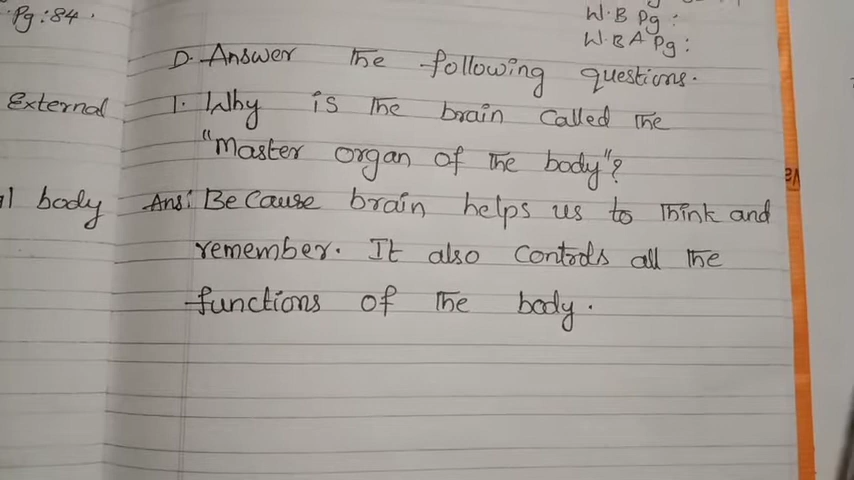 Pg:84.
W.B Pg:
W.B A Pg:
D. Answer the following questions.
External
1. Why is the brain called the
"Master organ of the body"?
body
Ans: Because brain helps us to think and
remember. It also controls all the
functions of the body.